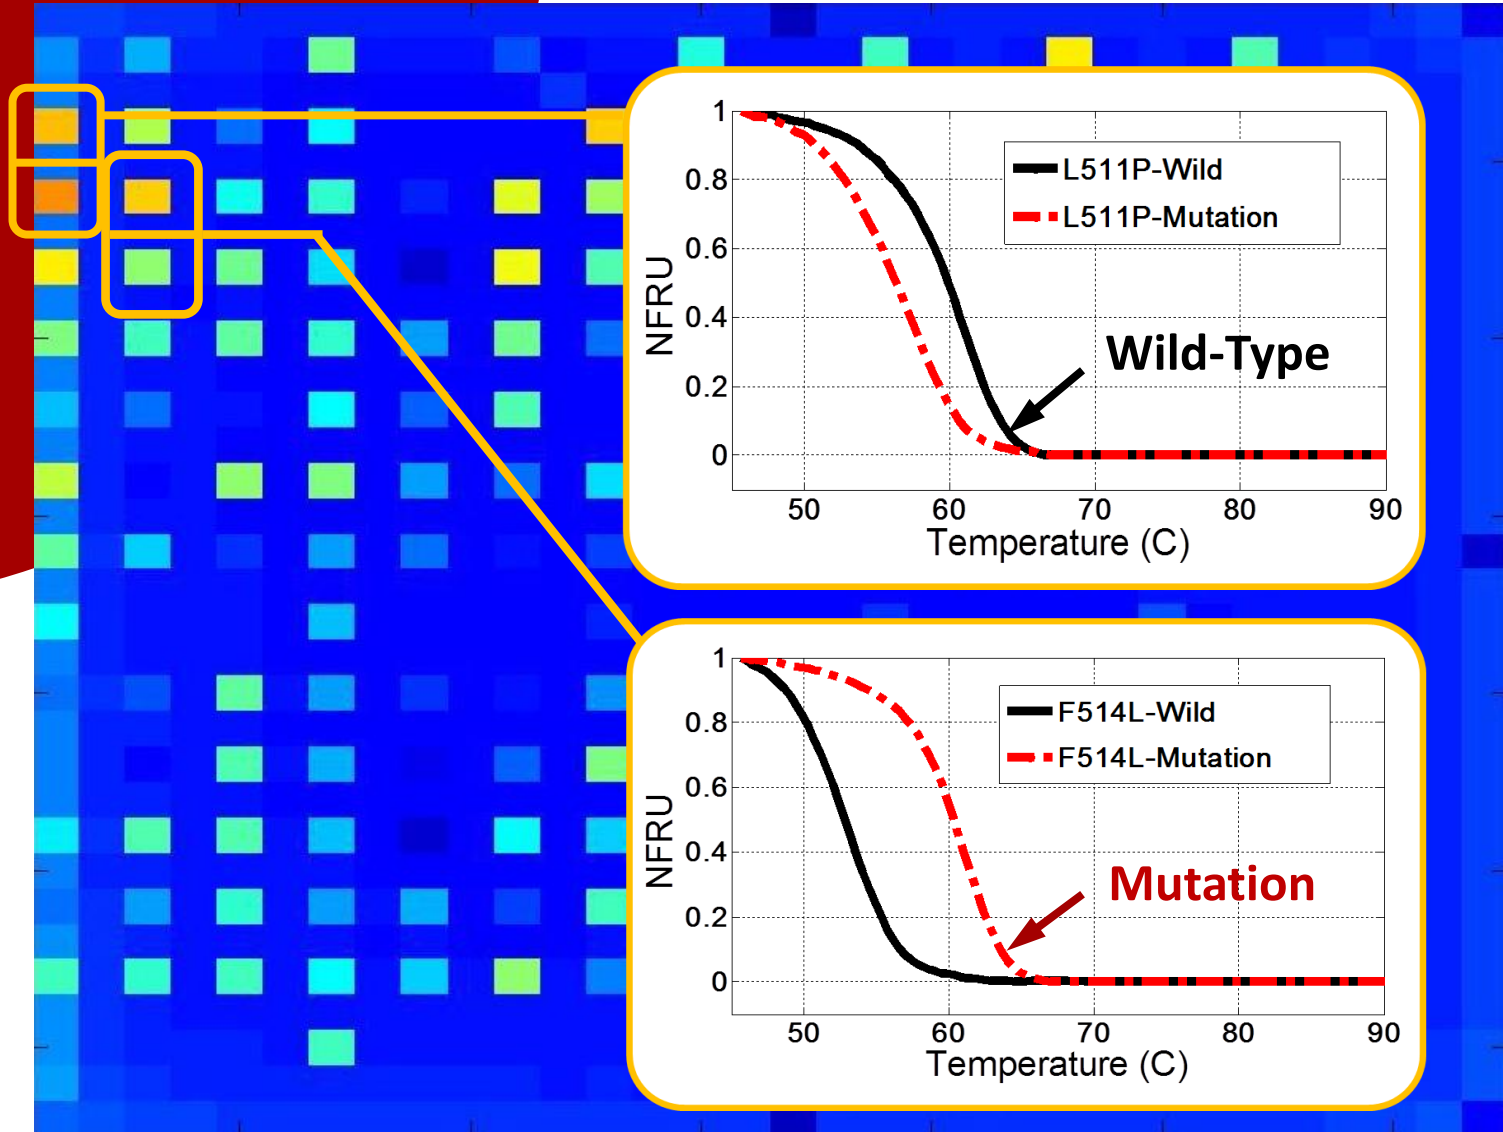 1
0.8
0.6
0.4
0.2
0
NFRU
L511P-Wild
L511P-Mutation
Wild-Type
50 60 70 80 90
Temperature (C)
1
0.8
0.6
0.4
0.2
0
NFRU
F514L-Wild
F514L-Mutation
Mutation
50 60 70 80 90
Temperature (C)